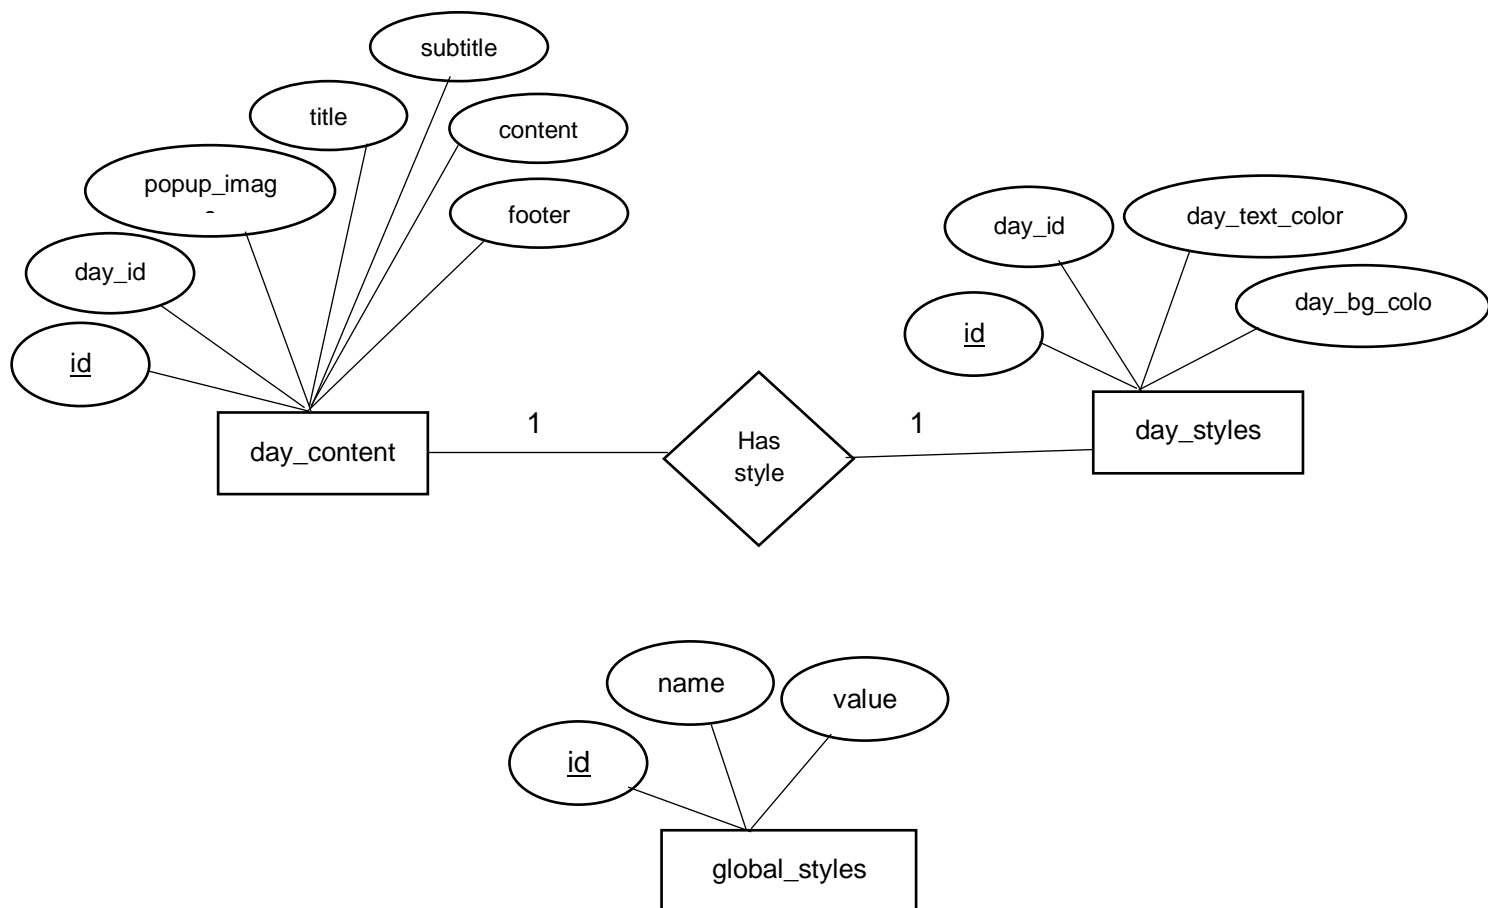 subtitle
title
content
popup_imag
footer
day_id
id
day_id
day_text_color
day_bg_colo
id
day_content
1
Has
style
1
day_styles
name
value
id
global_styles